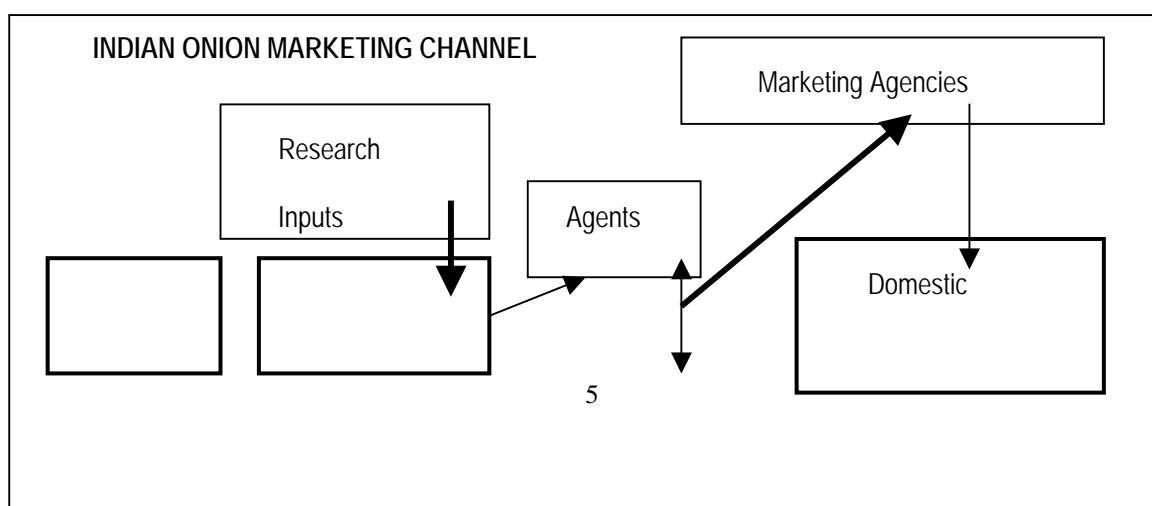 INDIAN ONION MARKETING CHANNEL
Marketing Agencies
Research
Inputs
Agents
Domestic
5